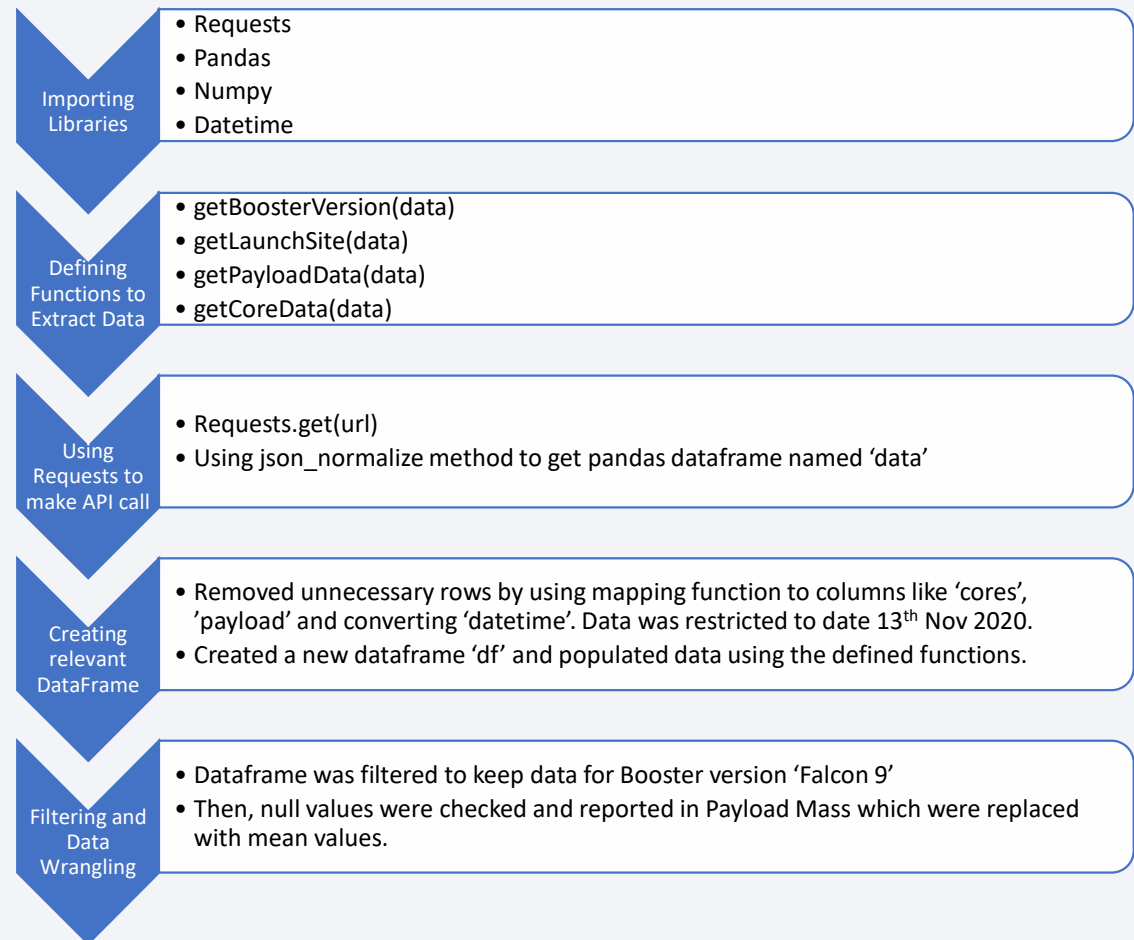 Importing
Libraries
• Requests
• Pandas
• Numpy
• Datetime
Defining
Functions to
Extract Data
• getBoosterVersion(data)
• getLaunchSite(data)
• getPayloadData(data)
• getCoreData(data)
Using
Requests to
make API call
• Requests.get(url)
• Using json_normalize method to get pandas dataframe named ‘data’
Creating
relevant
DataFrame
• Removed unnecessary rows by using mapping function to columns like ‘cores’,
’payload’ and converting ‘datetime’. Data was restricted to date 13th Nov 2020.
• Created a new dataframe ‘df’ and populated data using the defined functions.
Filtering and
Data
Wrangling
• Dataframe was filtered to keep data for Booster version ‘Falcon 9’
• Then, null values were checked and reported in Payload Mass which were replaced
with mean values.